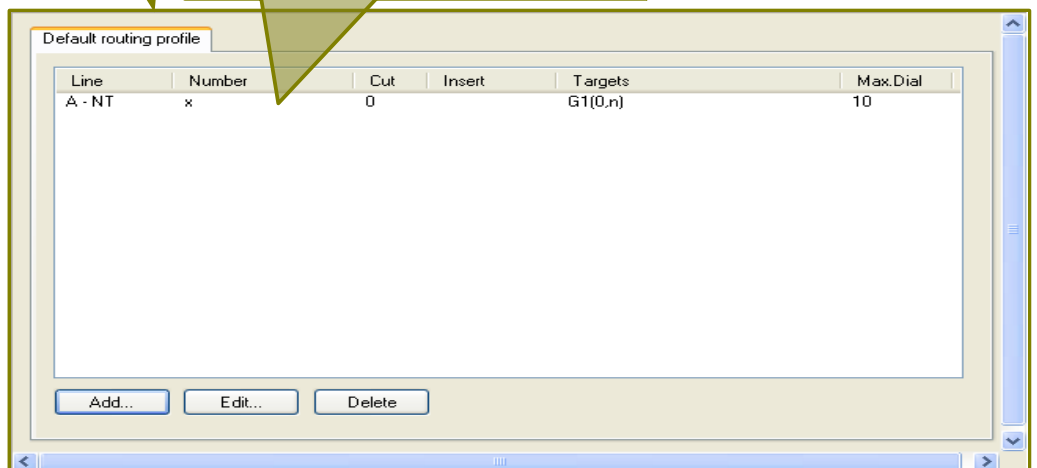 Default routing profile
Line Number Cut Insert Targets Max.Dial
A - NT x 0 G1(0,n) 10
Add... Edit... Delete